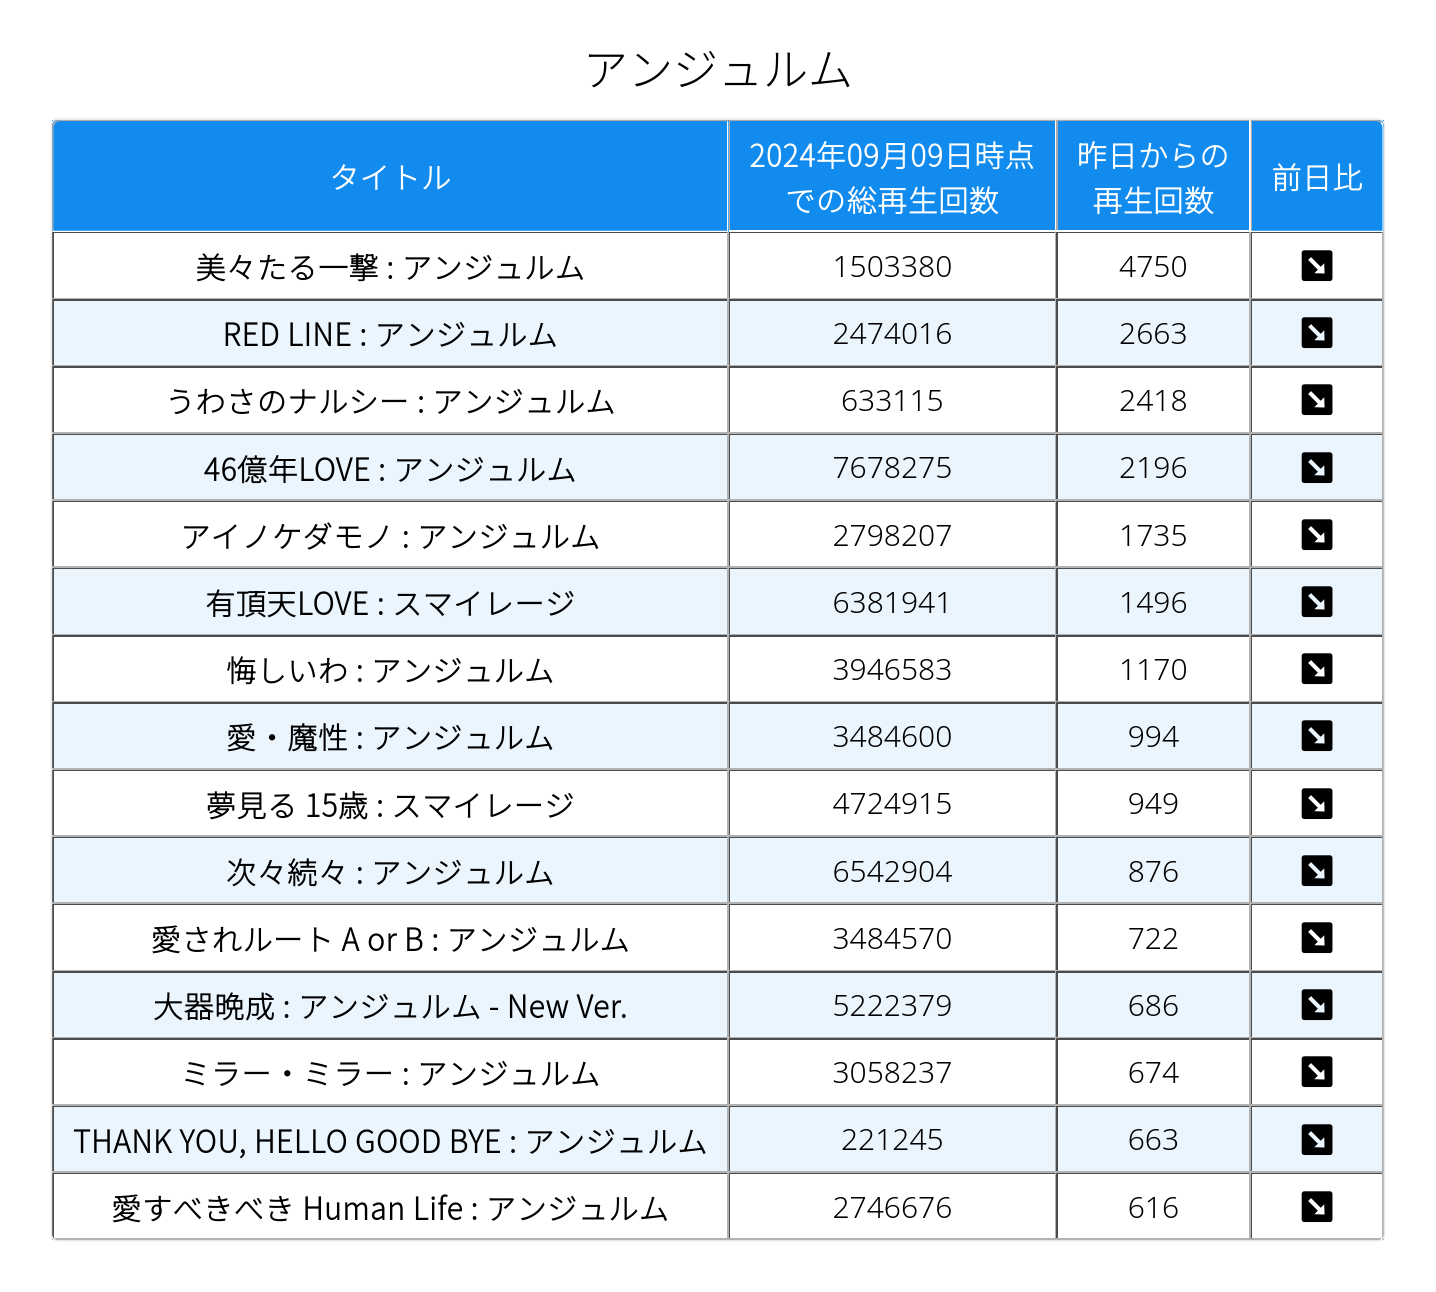 アンジュルム
タイトル 2024年09月09日時点での総再生回数 昨日からの再生回数 前日比
美々たる一撃 : アンジュルム 1503380 4750 ↘
RED LINE : アンジュルム 2474016 2663 ↘
うわさのナルシー : アンジュルム 633115 2418 ↘
46億年LOVE : アンジュルム 7678275 2196 ↘
アイノケダモノ : アンジュルム 2798207 1735 ↘
有頂天LOVE : スマイレージ 6381941 1496 ↘
悔しいわ : アンジュルム 3946583 1170 ↘
愛・魔性 : アンジュルム 3484600 994 ↘
夢見る 15歳 : スマイレージ 4724915 949 ↘
次々続々 : アンジュルム 6542904 876 ↘
愛されルート A or B : アンジュルム 3484570 722 ↘
大器晩成 : アンジュルム - New Ver. 5222379 686 ↘
ミラー・ミラー : アンジュルム 3058237 674 ↘
THANK YOU, HELLO GOOD BYE : アンジュルム 221245 663 ↘
愛すべきべき Human Life : アンジュルム 2746676 616 ↘